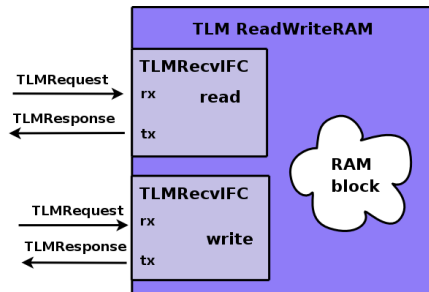 TLM ReadWriteRAM
TLMRecvIFC
TLMRequest
rx
read
TLMResponse
tx
RAM
block
TLMRecvIFC
TLMRequest
rx
write
TLMResponse
tx